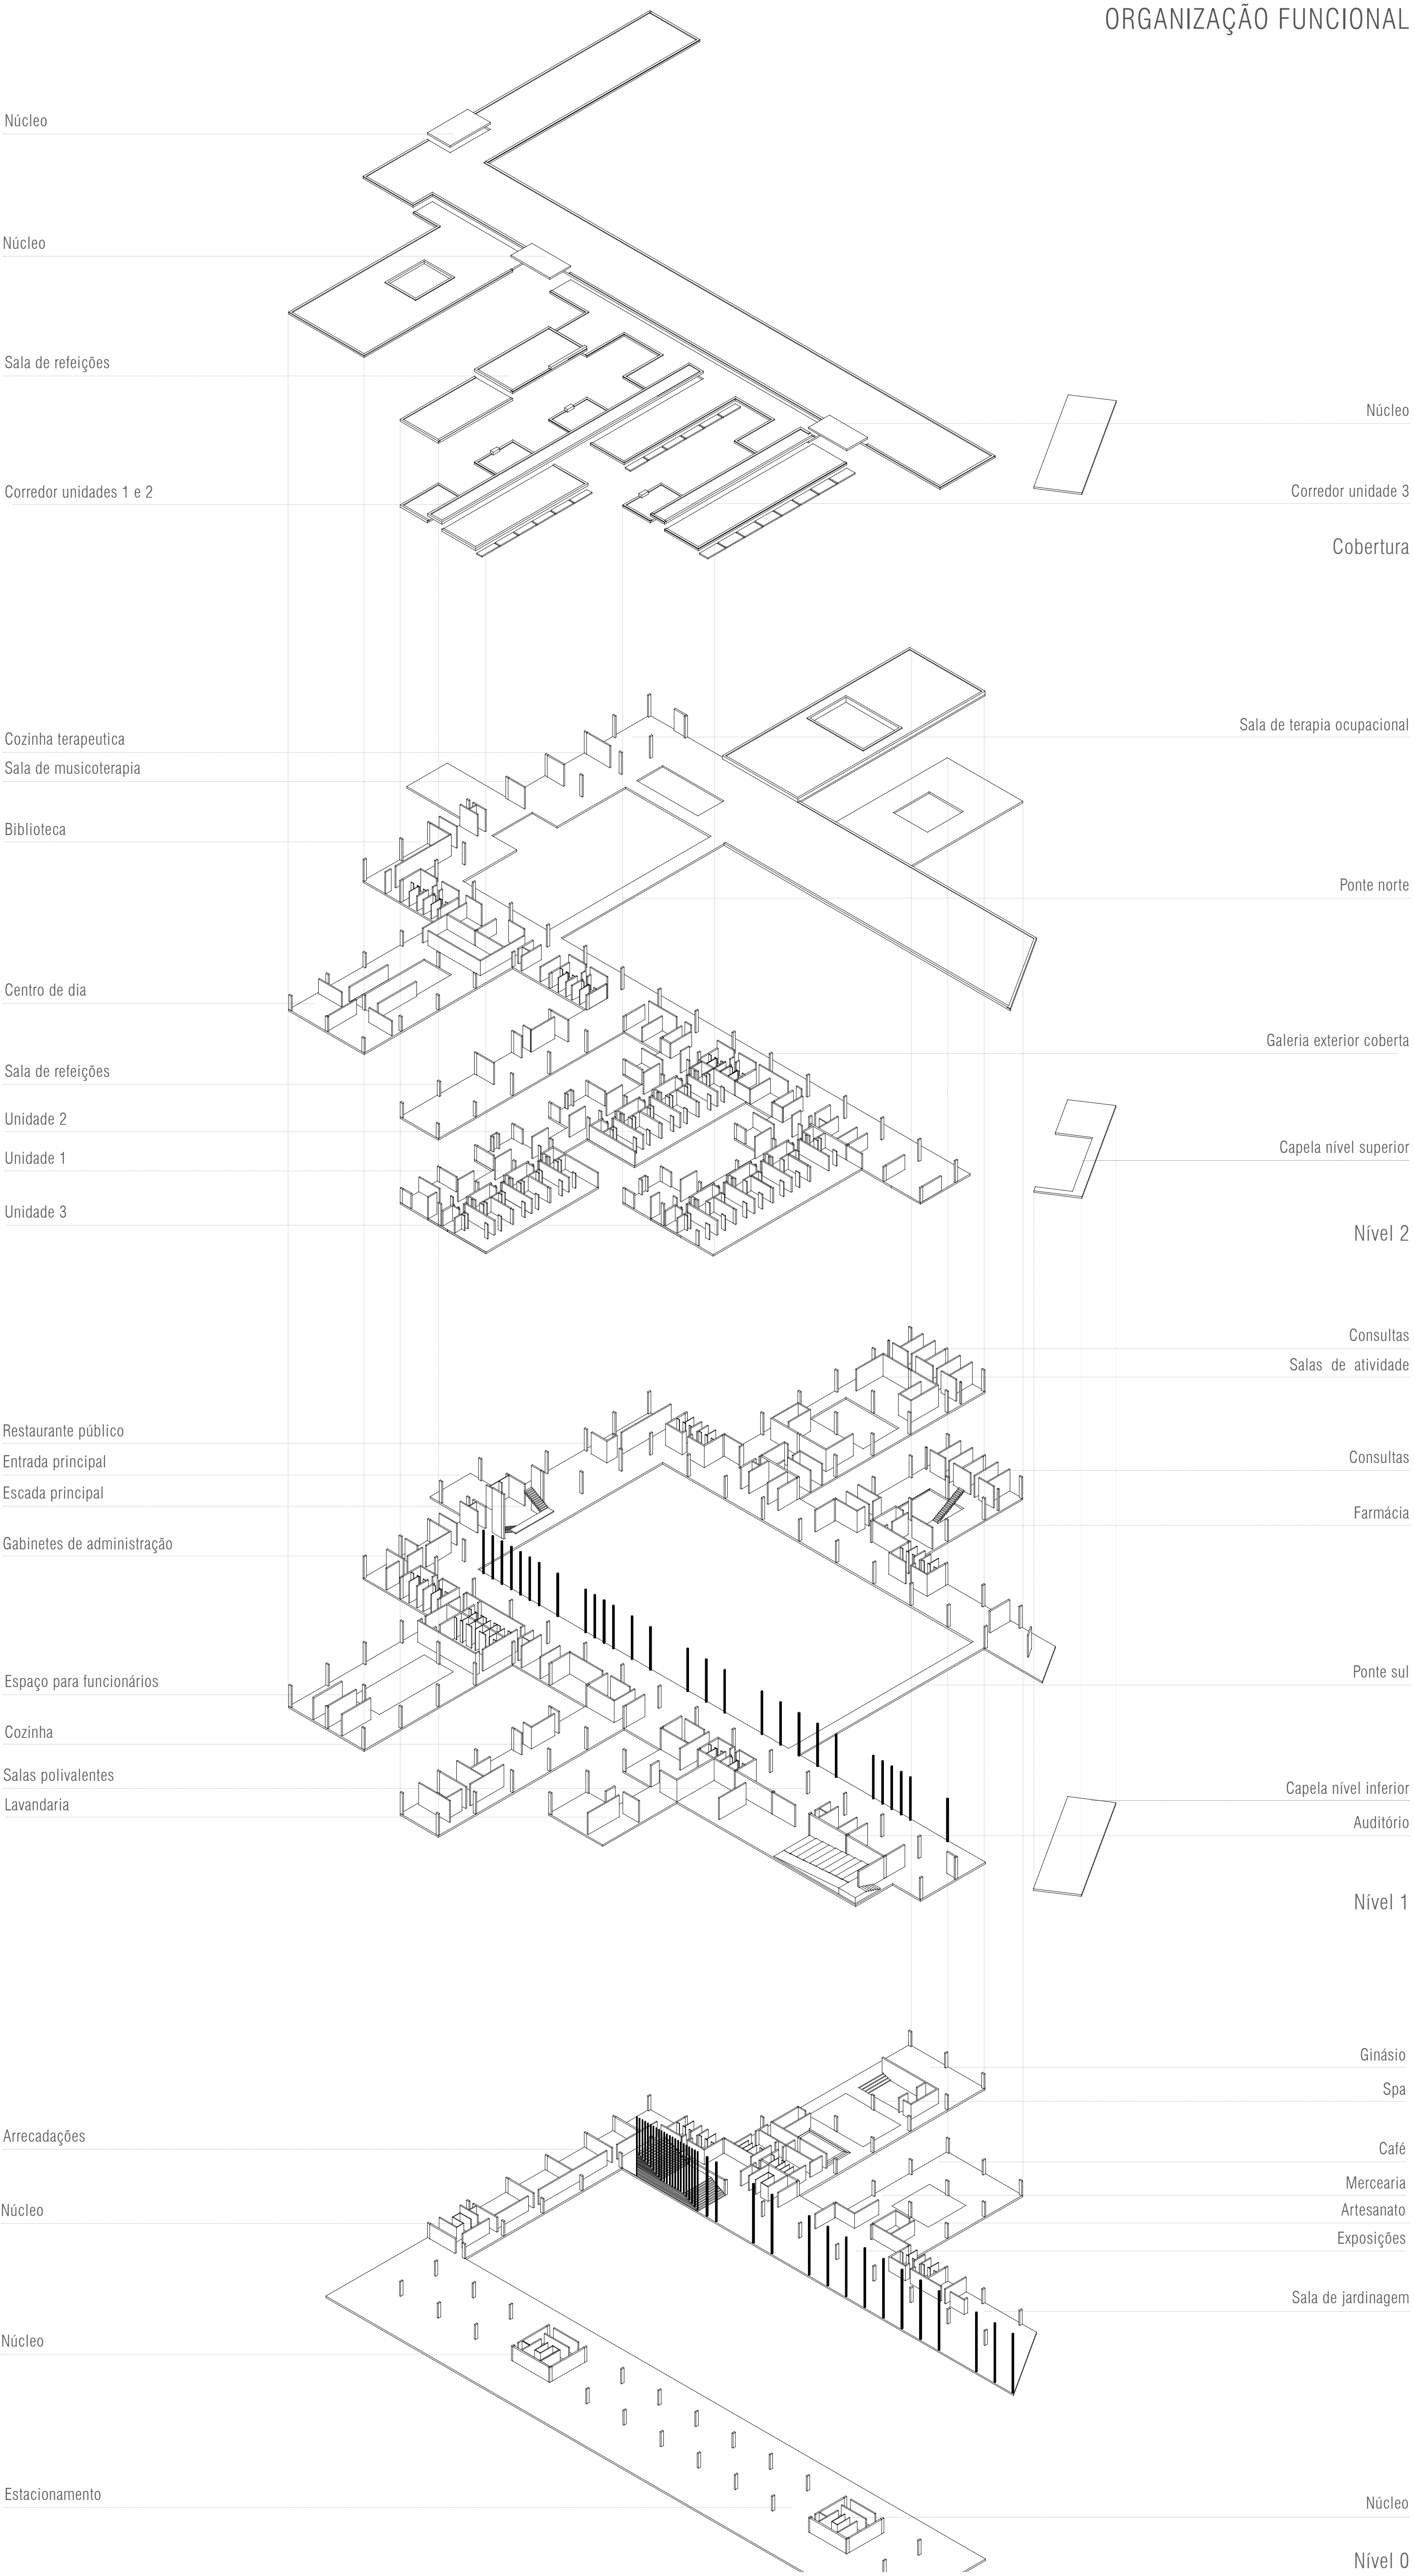 ORGANIZAÇÃO FUNCIONAL
Núcleo
Núcleo
Sala de refeições
Núcleo
Corredor unidades 1 e 2
Corredor unidade 3
Cobertura
Sala de terapia ocupacional
Cozinha terapeutica
Sala de musicoterapia
Biblioteca
Ponte norte
Centro de dia
Galeria exterior coberta
Sala de refeições
Unidade 2
Capela nível superior
Unidade 1
Unidade 3
Nível 2
Consultas
Salas de atividade
Restaurante público
Consultas
Entrada principal
Escada principal
Farmácia
Gabinetes de administração
Ponte sul
Espaço para funcionários
Cozinha
Salas polivalentes
Capela nível inferior
Lavandaria
Auditório
Nível 1
Ginásio
Spa
Arrecadações
Café
Mercearia
Núcleo
Artesanato
Exposições
Sala de jardinagem
Núcleo
Estacionamento
Núcleo
Nível 0